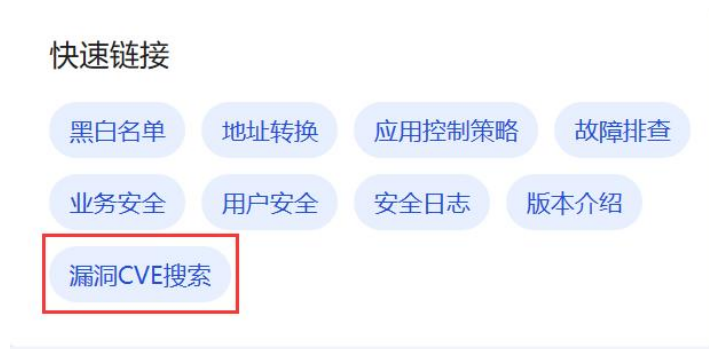 快速链接
黑白名单 地址转换 应用控制策略 故障排查
业务安全 用户安全 安全日志 版本介绍
漏洞CVE搜索